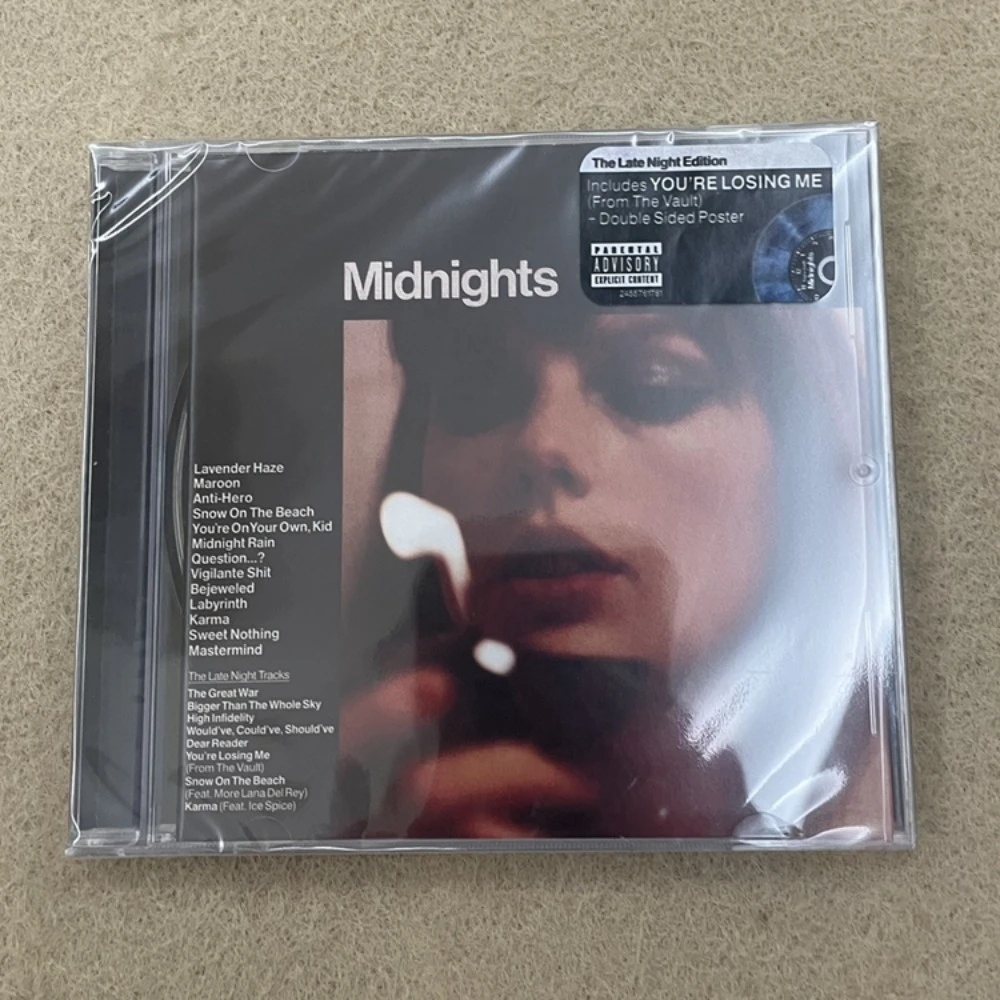 The Late Night Edition
Includes YOU'RE LOSING ME
(From The Vault)
+ Double Sided Poster
PARENTAL
ADVISORY
EXPLICIT CONTENT
Midnights
Midnights
Lavender Haze
Maroon
Anti-Hero
Snow On The Beach
You're On Your Own, Kid
Midnight Rain
Question...?
Vigilante Shit
Bejeweled
Labyrinth
Karma
Sweet Nothing
Mastermind
The Late Night Tracks
The Great War
Bigger Than The Whole Sky
High Infidelity
Would've, Could've, Should've
Dear Reader
You're Losing Me
(From The Vault)
Snow On The Beach
(Feat. More Lana Del Rey)
Karma (Feat. Ice Spice)